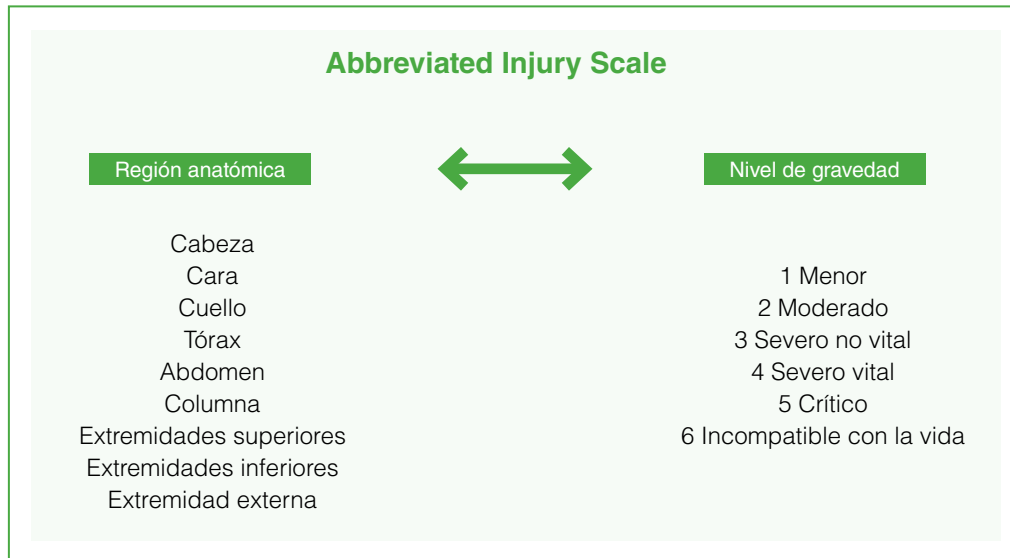 Abbreviated Injury Scale
Región anatómica
Nivel de gravedad
Cabeza
Cara
Cuello
Tórax
Abdomen
Columna
Extremidades superiores
Extremidades inferiores
Extremidad externa
1 Menor
2 Moderado
3 Severo no vital
4 Severo vital
5 Crítico
6 Incompatible con la vida